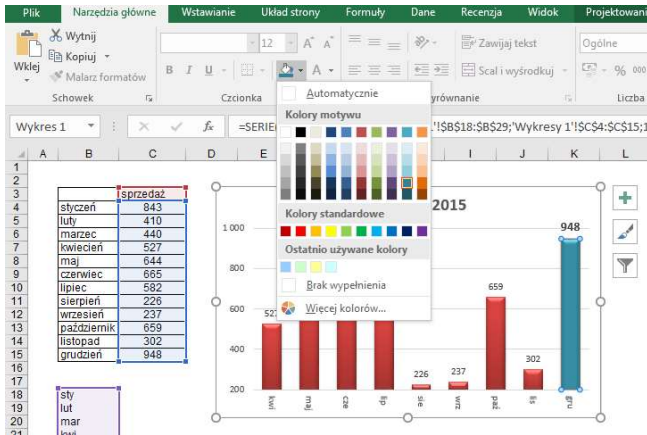 Plik Narzędzia główne Wstawianie Układ strony Formuły Dane Recenzja Widok Projektowani
Wytnij
Kopiuj
Malarz formatów
Wklej
Schowek
12 A A
B I U A
Czcionka
Zawijaj tekst
Scal i wyśrodkuj
yrównanie
Ogólne
% 000
Liczba
Automatycznie
Kolory motywu
Kolory standardowe
Ostatnio używane kolory
Brak wypełnienia
Więcej kolorów...
Wykres 1 fx =SERIE( '!$B$18:$B$29;'Wykresy 1'!$C$4:$C$15;1
A B C D E I J K L
1
2
3 sprzedaż
4 styczeń 843
5 luty 410
6 marzec 440
7 kwiecień 527
8 maj 644
9 czerwiec 665
10 lipiec 582
11 sierpień 226
12 wrzesień 237
13 październik 659
14 listopad 302
15 grudzień 948
16
17
18 sty
19 lut
20 mar
21 kwi
2015
1 000
800
600
400
200
527
226
237
659
302
948
kwi maj cze lip sie wrz paź lis gru